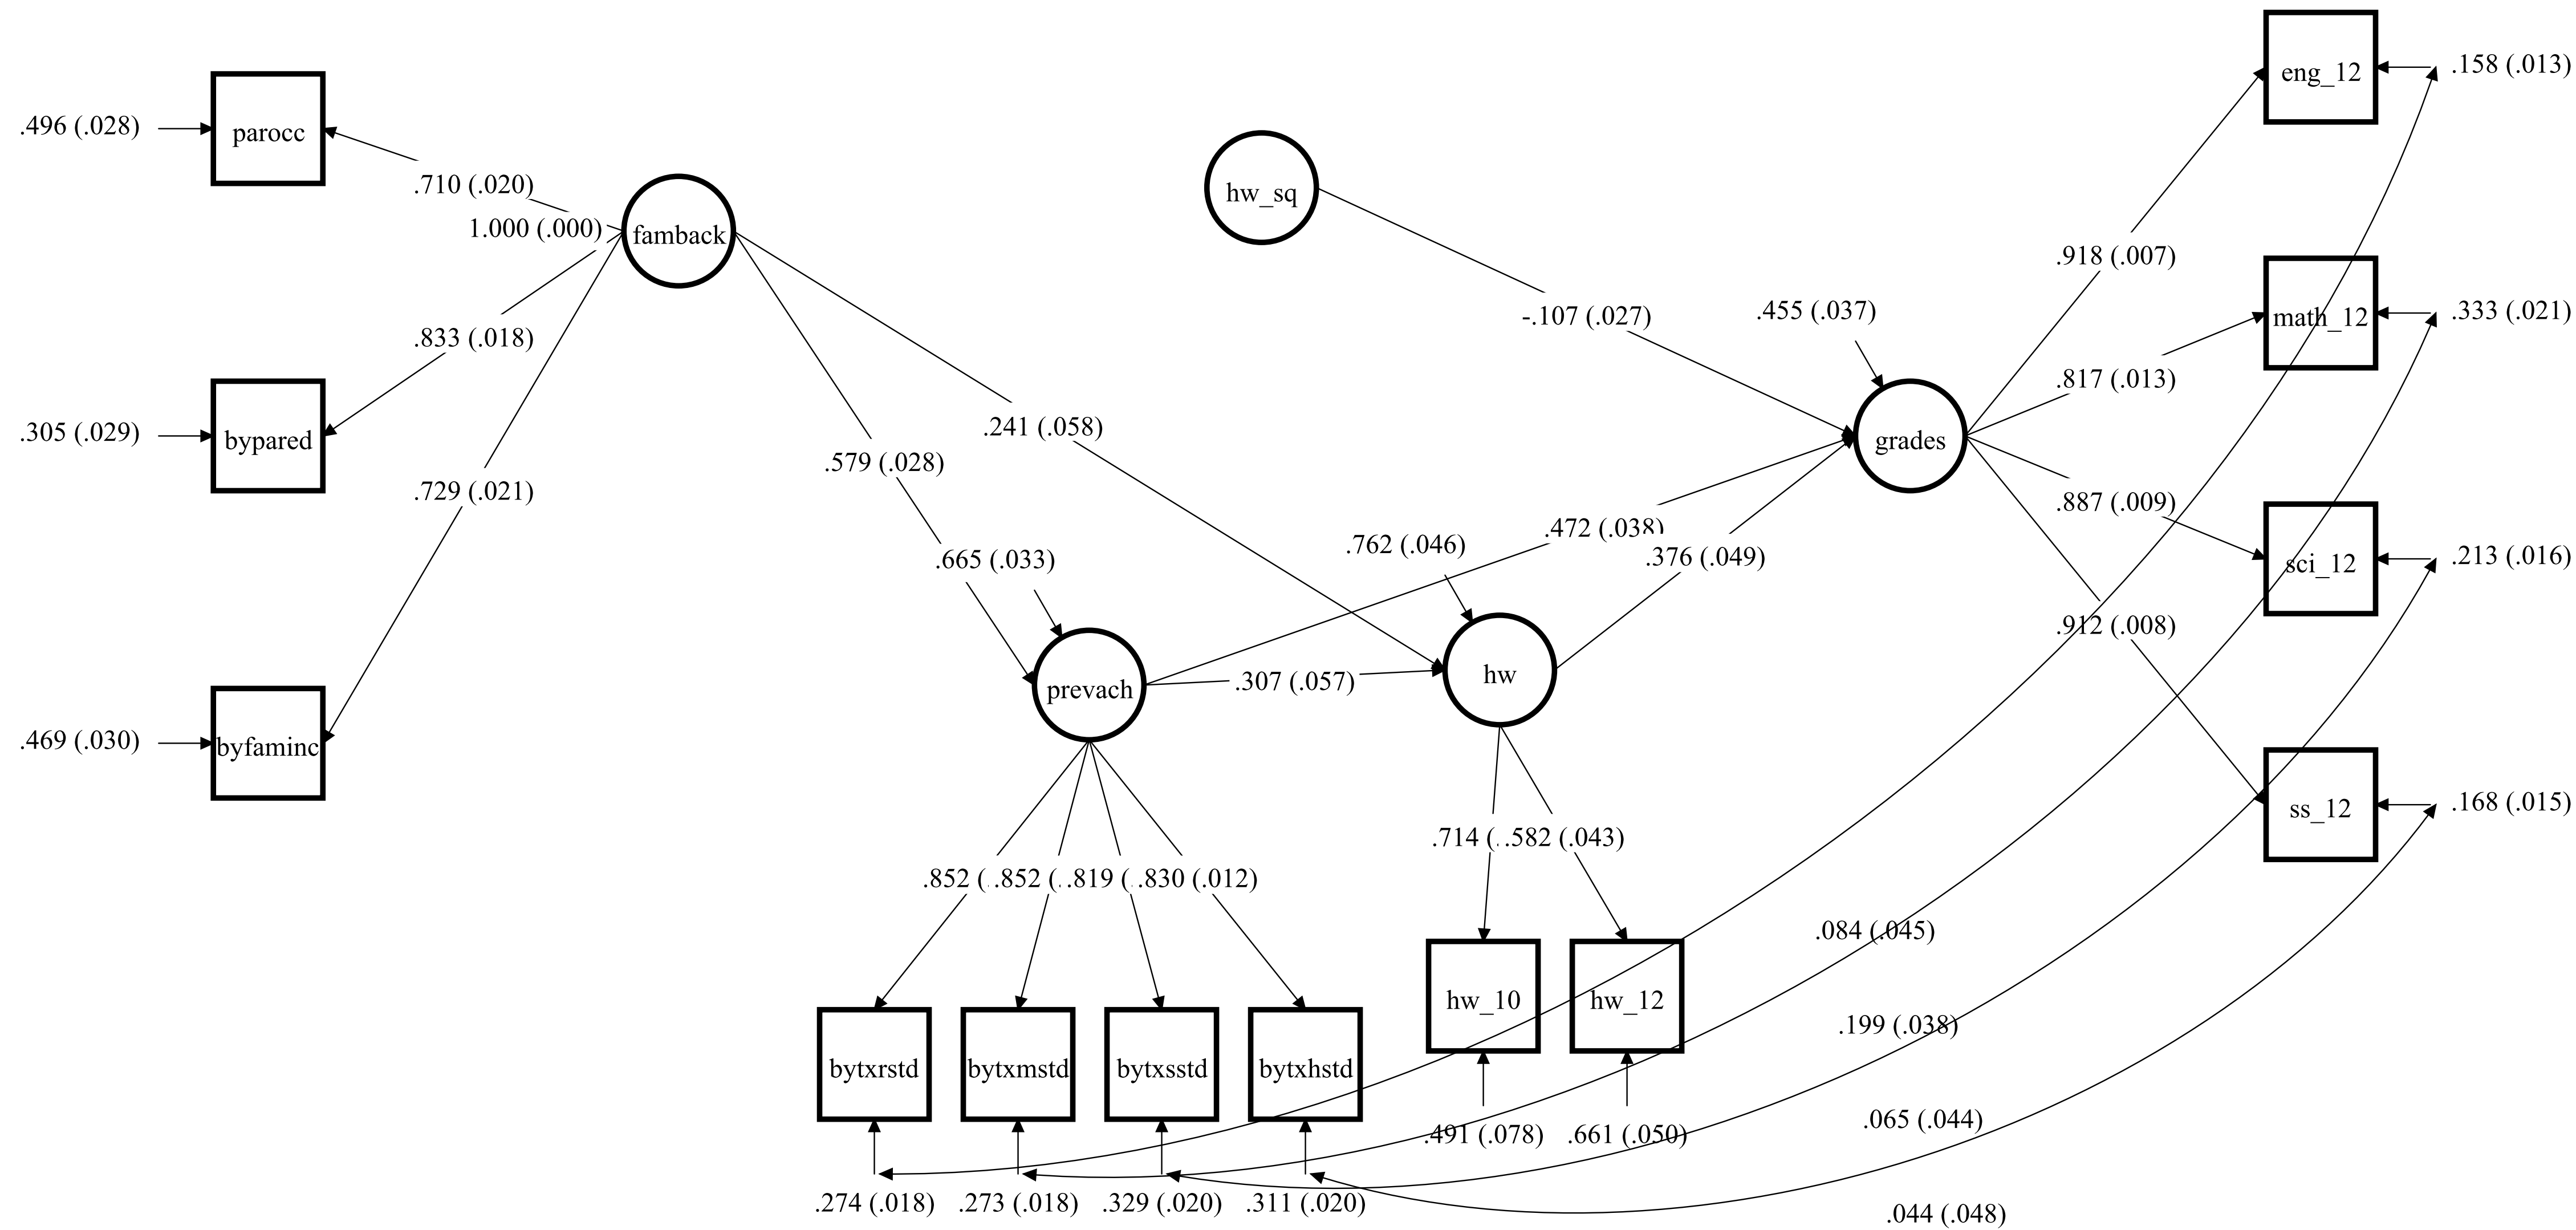 eng_12
.158 (.013)
.496 (.028)
parocc
.710 (.020)
hw_sq
1.000 (.000)
famback
.918 (.007)
math_12
.333 (.021)
-.107 (.027)
.455 (.037)
.833 (.018)
.817 (.013)
.305 (.029)
bypared
.241 (.058)
grades
.579 (.028)
.729 (.021)
.887 (.009)
.472 (.038)
.762 (.046)
.376 (.049)
.665 (.033)
sci_12
.213 (.016)
.912 (.008)
prevach
.307 (.057)
hw
.469 (.030)
byfaminc
ss_12
.168 (.015)
.714 (. .582 (.043)
.852 (. .852 (. .819 (. .830 (.012)
.084 (.045)
hw_10
hw_12
.199 (.038)
bytxrstd
bytxmstd
bytxsstd
bytxhstd
.491 (.078)
.661 (.050)
.065 (.044)
.274 (.018)
.273 (.018)
.329 (.020)
.311 (.020)
.044 (.048)